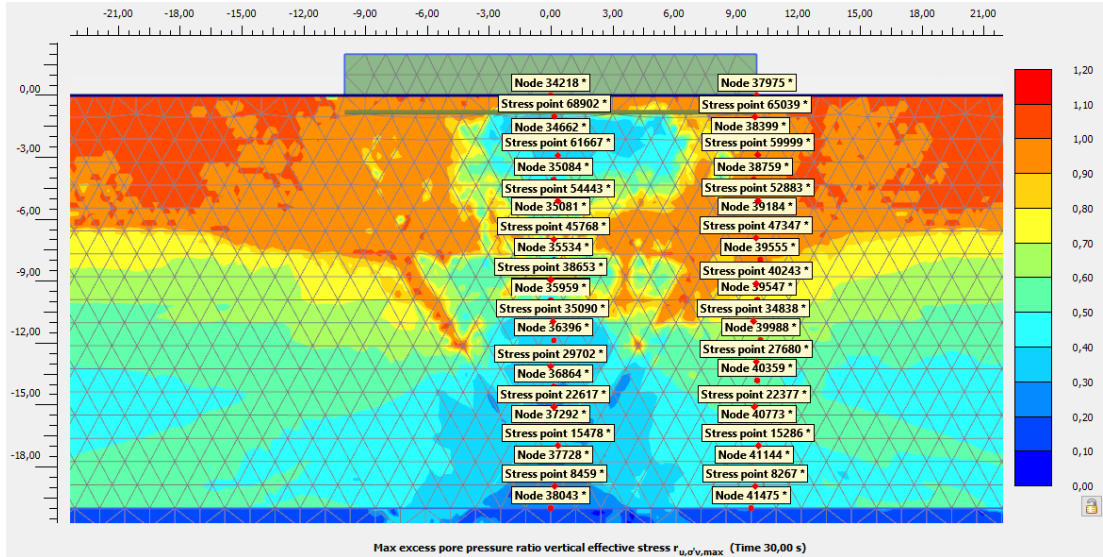 -21,00 -18,00 -15,00 -12,00 -9,00 -6,00 -3,00 0,00 3,00 6,00 9,00 12,00 15,00 18,00 21,00
0,00
-3,00
-6,00
-9,00
-12,00
-15,00
-18,00
Node 34218 *
Stress point 68902 *
Node 34662 *
Stress point 61667 *
Node 35084 *
Stress point 54443 *
Node 35081 *
Stress point 45768 *
Node 35534 *
Stress point 38653 *
Node 35959 *
Stress point 35090 *
Node 36396 *
Stress point 29702 *
Node 36864 *
Stress point 22617 *
Node 37292 *
Stress point 15478 *
Node 37728 *
Stress point 8459 *
Node 38043 *
Node 37975 *
Stress point 65039 *
Node 38399 *
Stress point 59999 *
Node 38759 *
Stress point 52883 *
Node 39184 *
Stress point 47347 *
Node 39555 *
Stress point 40243 *
Node 39547 *
Stress point 34838 *
Node 39988 *
Stress point 27680 *
Node 40359 *
Stress point 22377 *
Node 40773 *
Stress point 15286 *
Node 41144 *
Stress point 8267 *
Node 41475 *
1,20
1,10
1,00
0,90
0,80
0,70
0,60
0,50
0,40
0,30
0,20
0,10
0,00
Max excess pore pressure ratio vertical effective stress r u,σ'v,max (Time 30,00 s)